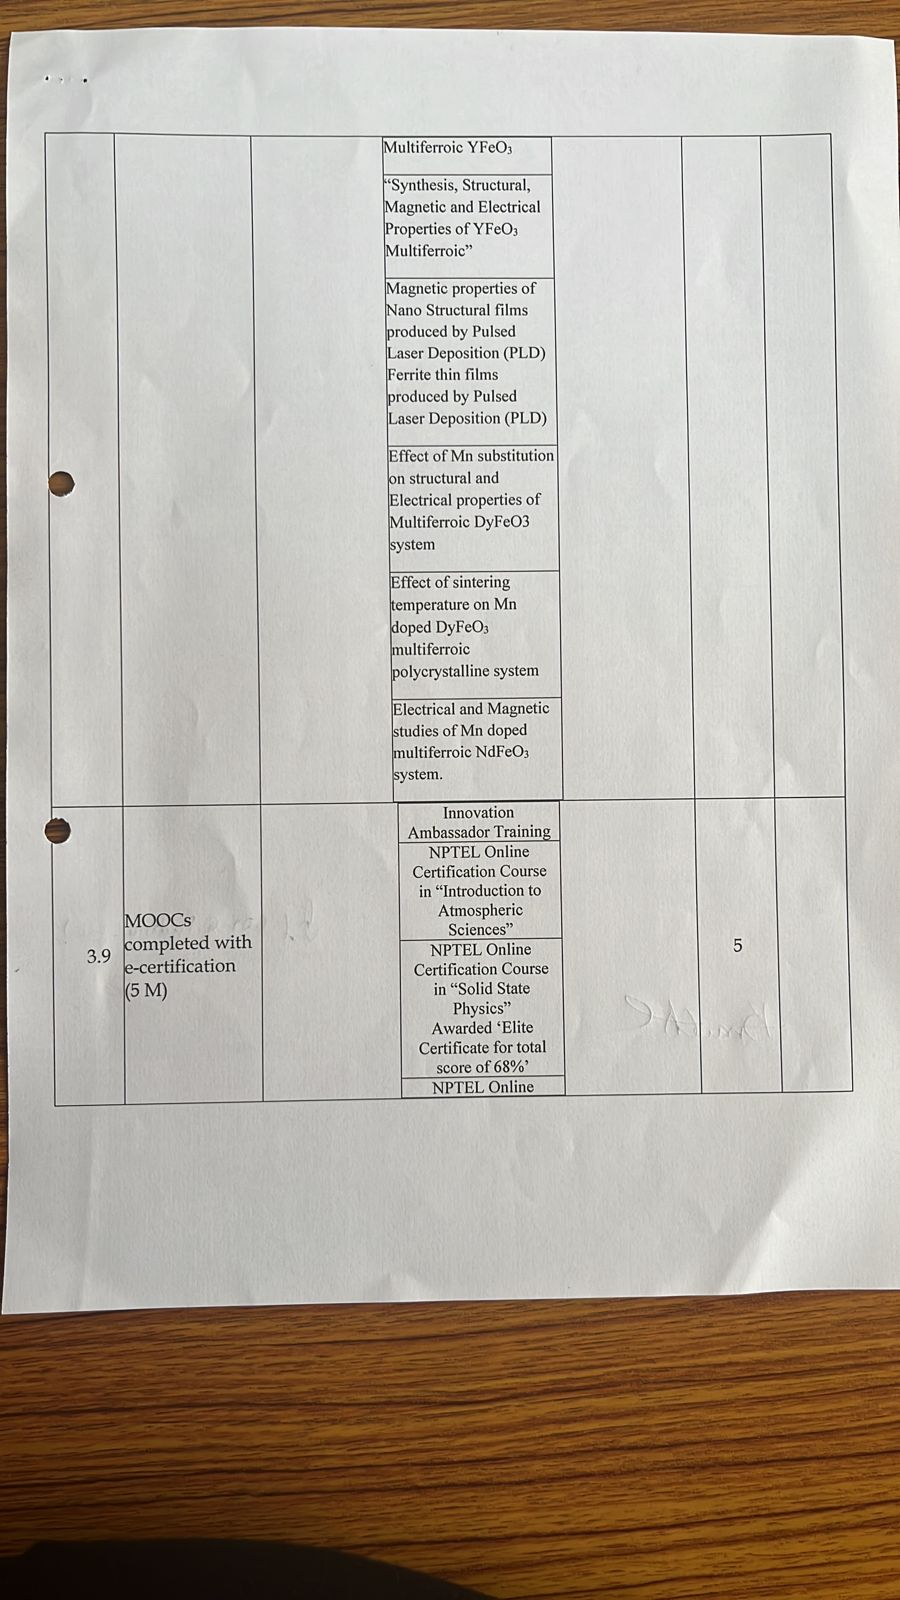 Multiferroic YFeO₃
“Synthesis, Structural,
Magnetic and Electrical
Properties of YFeO₃
Multiferroic”
Magnetic properties of
Nano Structural films
produced by Pulsed
Laser Deposition (PLD)
Ferrite thin films
produced by Pulsed
Laser Deposition (PLD)
Effect of Mn substitution
on structural and
Electrical properties of
Multiferroic DyFeO3
system
Effect of sintering
temperature on Mn
doped DyFeO₃
multiferroic
polycrystalline system
Electrical and Magnetic
studies of Mn doped
multiferroic NdFeO₃
system.
3.9
MOOCs
completed with
e-certification
(5 M)
Innovation
Ambassador Training
NPTEL Online
Certification Course
in “Introduction to
Atmospheric
Sciences”
NPTEL Online
Certification Course
in “Solid State
Physics”
Awarded ‘Elite
Certificate for total
score of 68%’
NPTEL Online
5